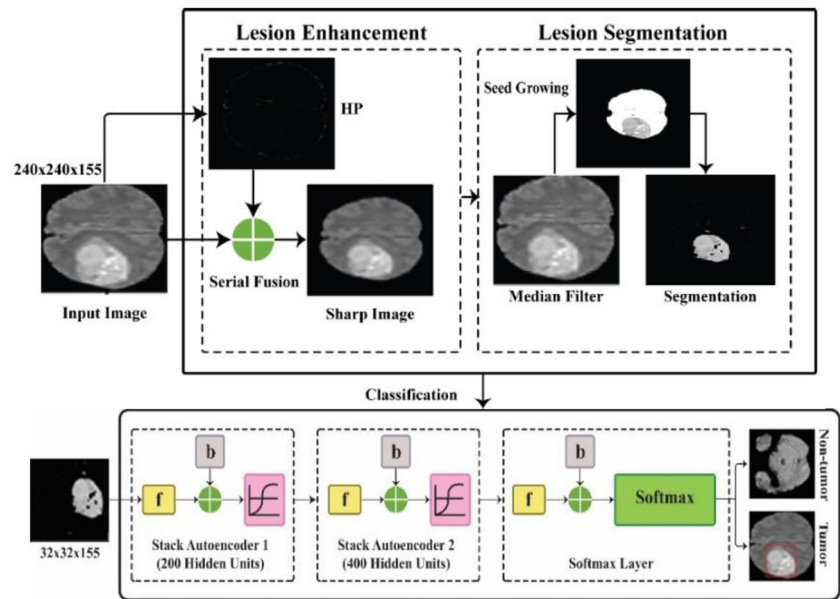 Lesion Enhancement
Lesion Segmentation
HP
Seed Growing
240x240x155
Serial Fusion
Input Image
Sharp Image
Median Filter
Segmentation
Classification
b
b
b
f
f
f
Softmax
Non-tumor
Tumor
32x32x155
Stack Autoencoder 1
(200 Hidden Units)
Stack Autoencoder 2
(400 Hidden Units)
Softmax Layer